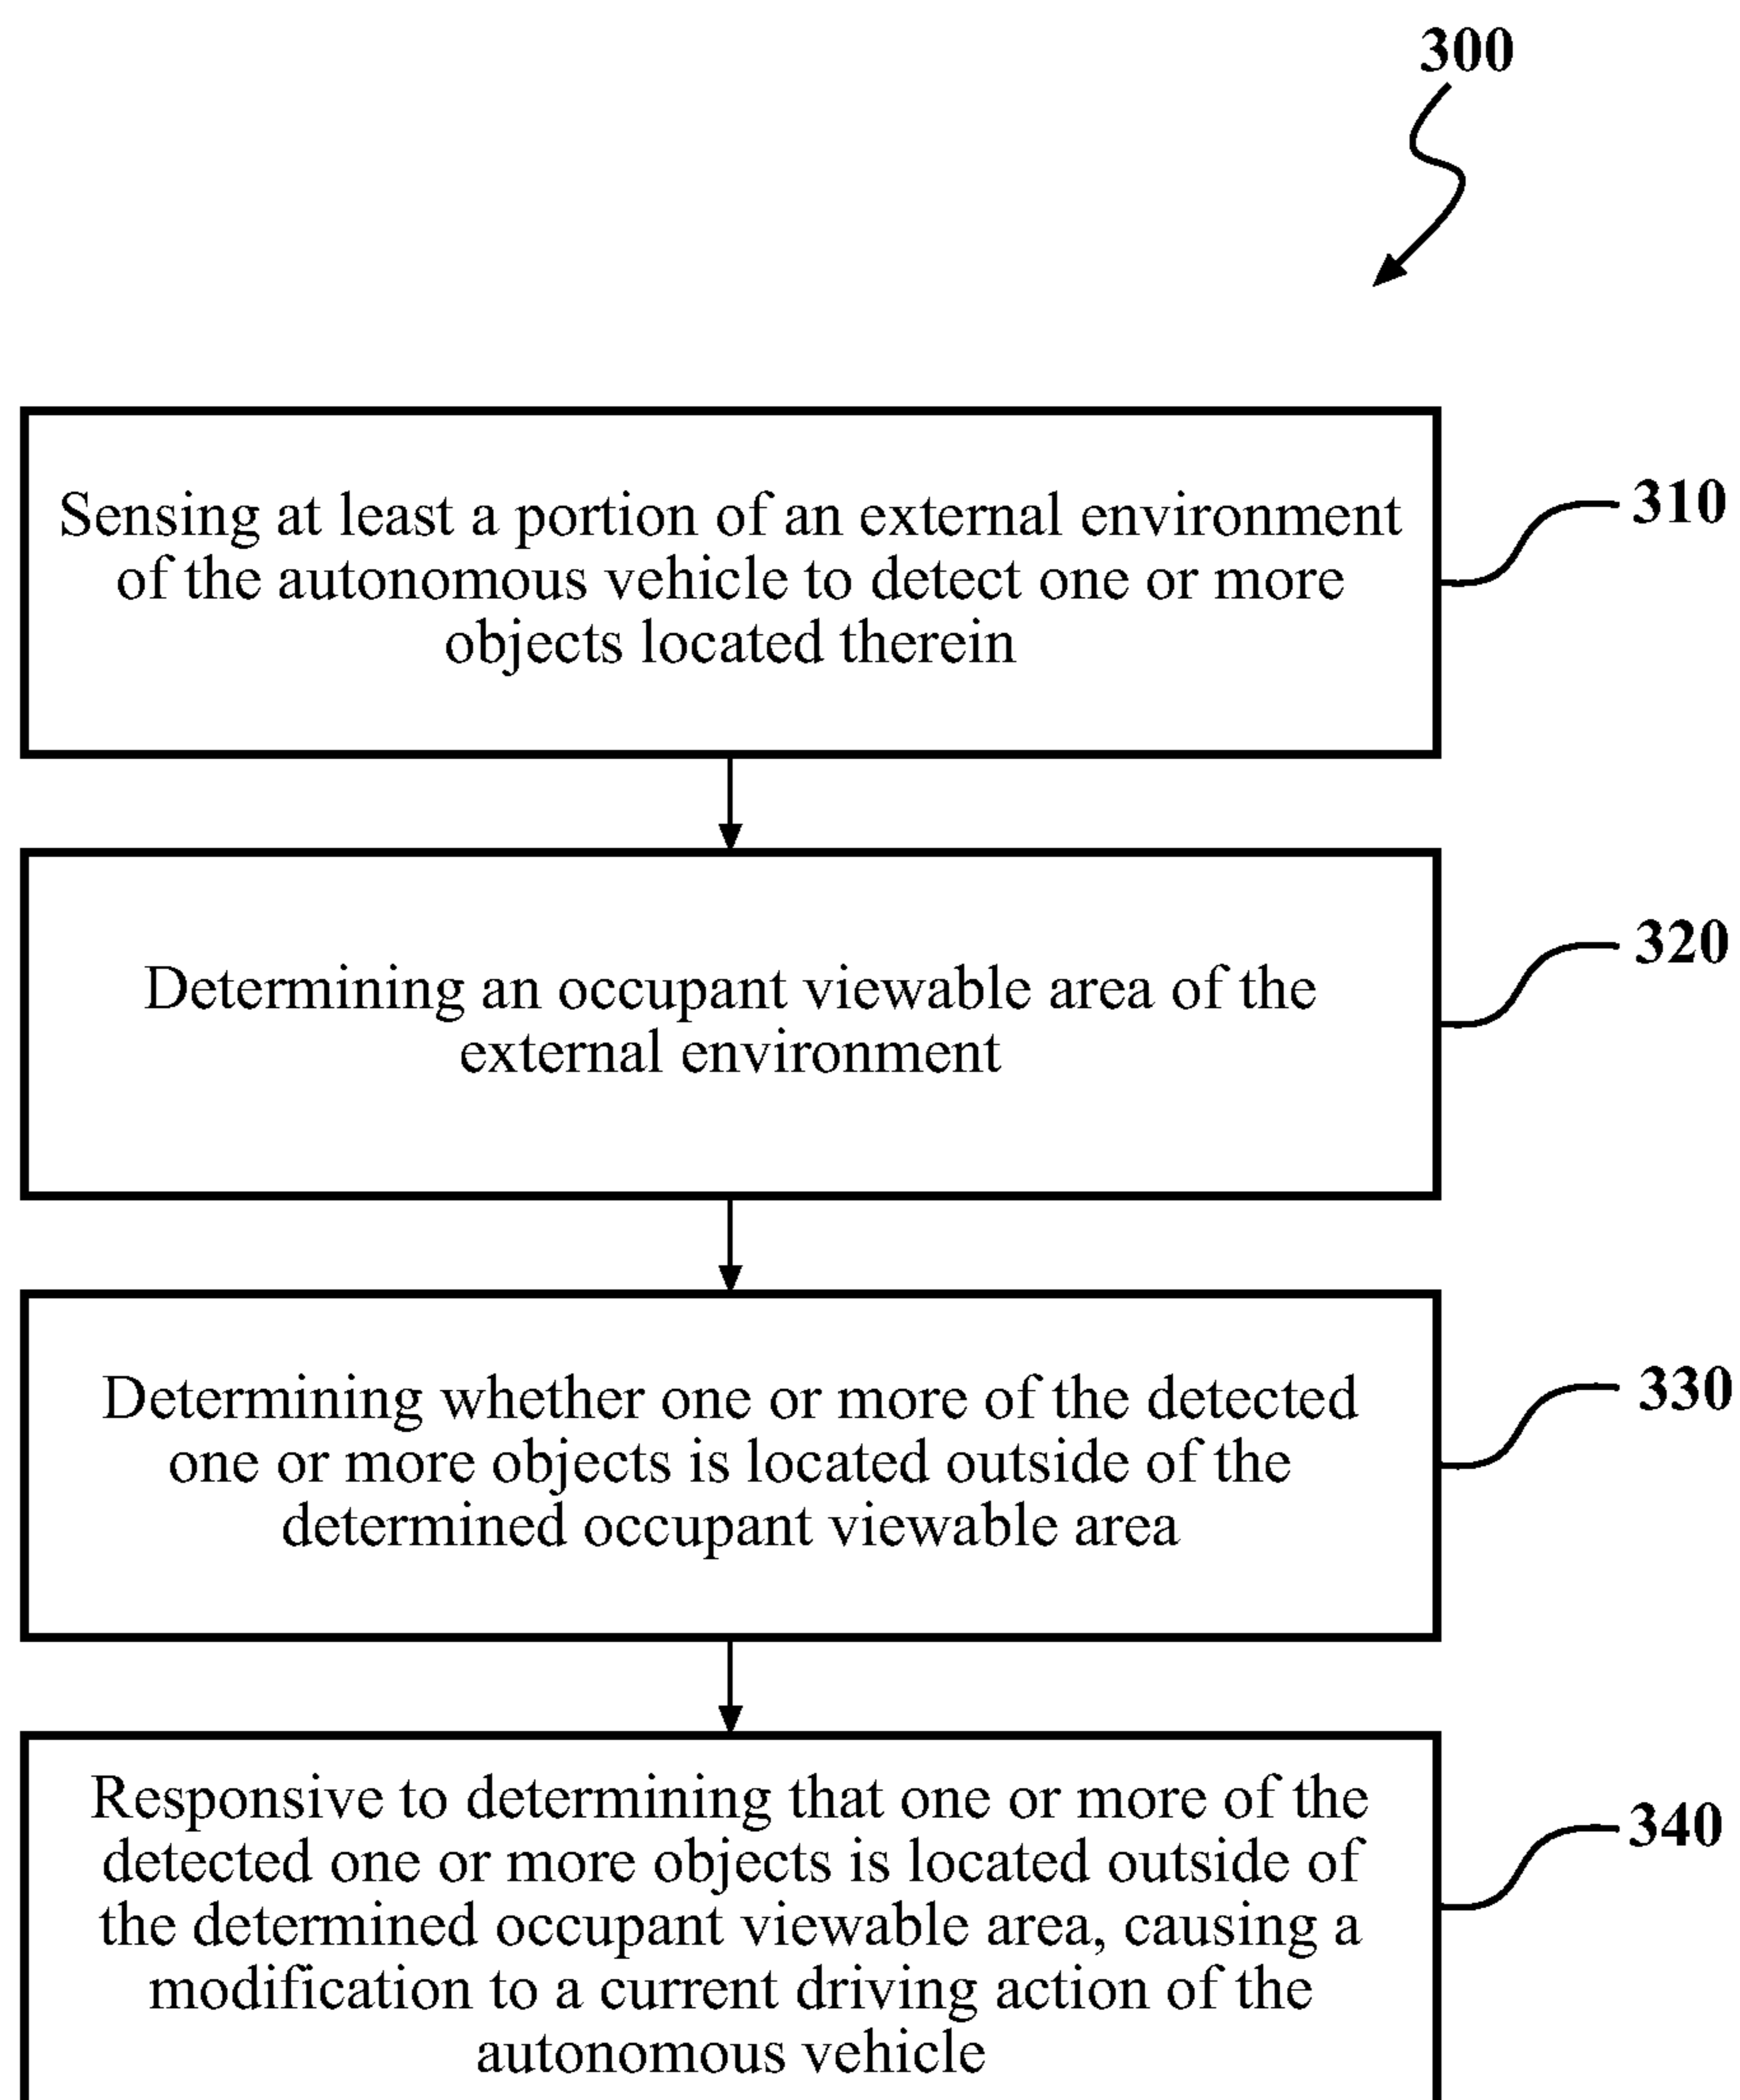 300
Sensing at least a portion of an external environment
of the autonomous vehicle to detect one or more
objects located therein
310
Determining an occupant viewable area of the
external environment
320
Determining whether one or more of the detected
one or more objects is located outside of the
determined occupant viewable area
330
Responsive to determining that one or more of the
detected one or more objects is located outside of
the determined occupant viewable area, causing a
modification to a current driving action of the
autonomous vehicle
340